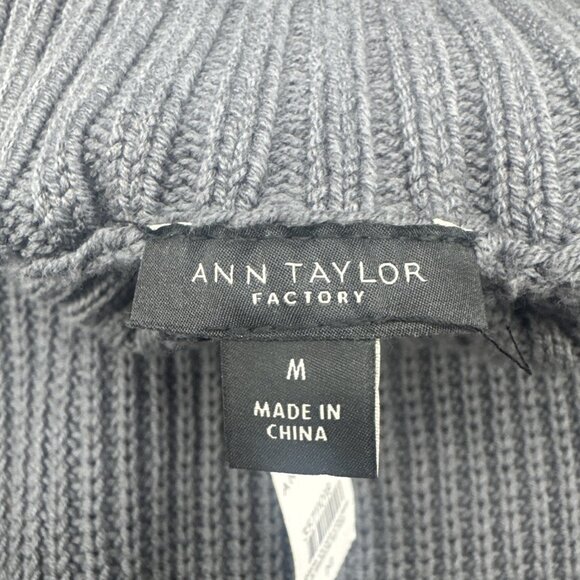 ANN TAYLOR
FACTORY
M
MADE IN
CHINA